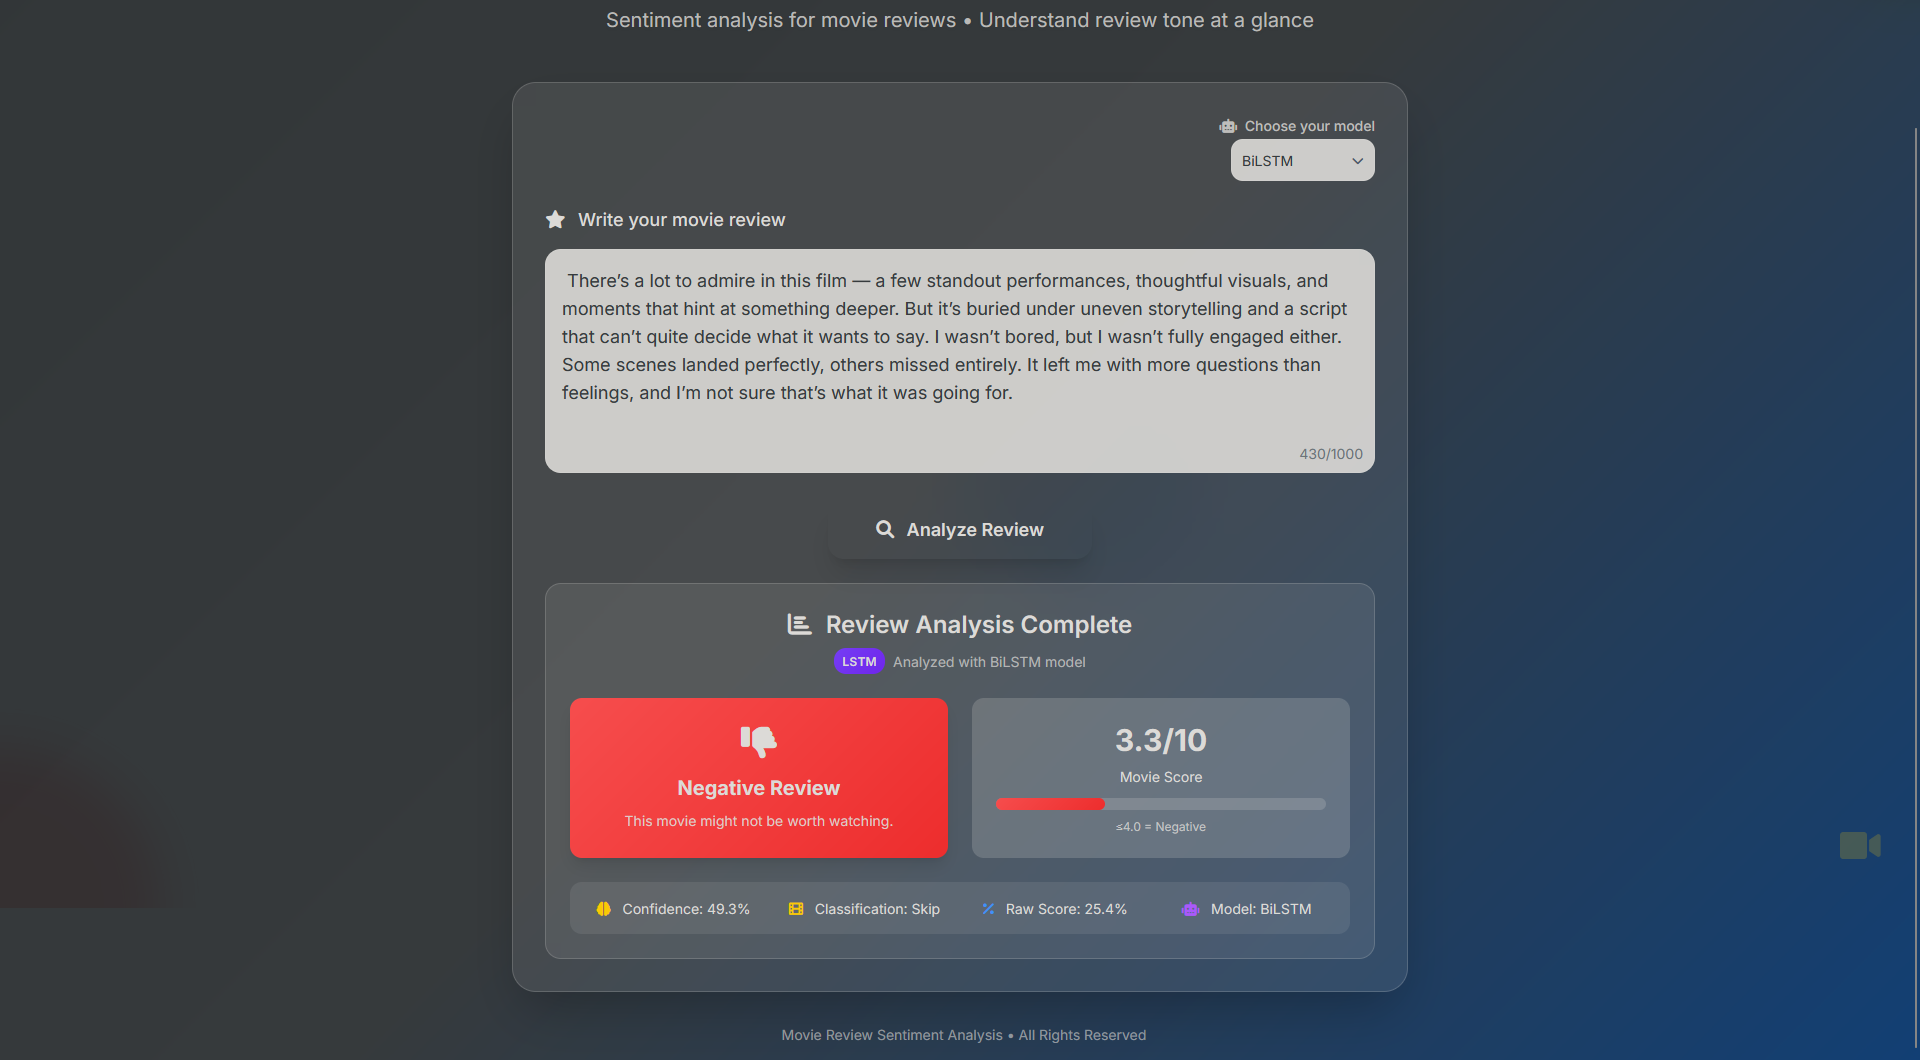 Sentiment analysis for movie reviews • Understand review tone at a glance
Choose your model
BiLSTM
Write your movie review
There’s a lot to admire in this film — a few standout performances, thoughtful visuals, and
moments that hint at something deeper. But it’s buried under uneven storytelling and a script
that can’t quite decide what it wants to say. I wasn’t bored, but I wasn’t fully engaged either.
Some scenes landed perfectly, others missed entirely. It left me with more questions than
feelings, and I’m not sure that’s what it was going for.
430/1000
Analyze Review
Review Analysis Complete
LSTM Analyzed with BiLSTM model
Negative Review
This movie might not be worth watching.
3.3/10
Movie Score
≤4.0 = Negative
Confidence: 49.3% Classification: Skip Raw Score: 25.4% Model: BiLSTM
Movie Review Sentiment Analysis • All Rights Reserved